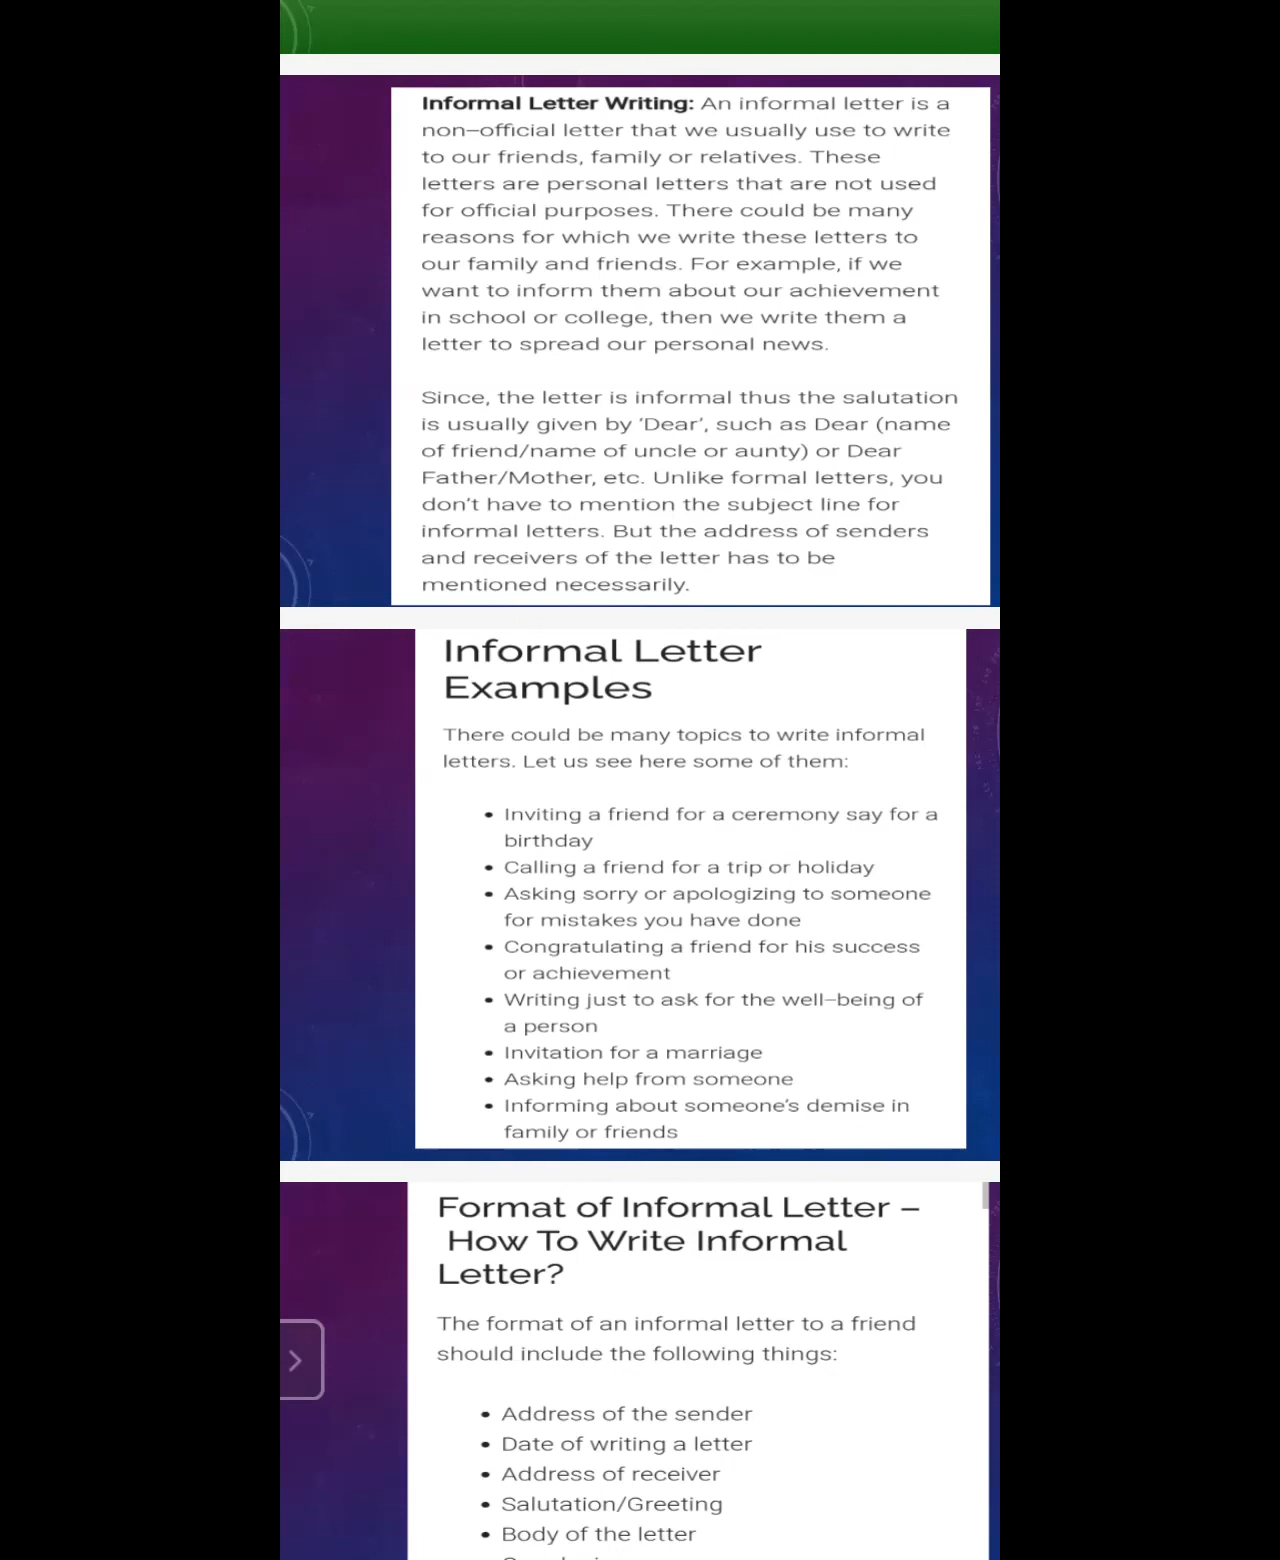 Informal Letter Writing: An informal letter is a
non–official letter that we usually use to write
to our friends, family or relatives. These
letters are personal letters that are not used
for official purposes. There could be many
reasons for which we write these letters to
our family and friends. For example, if we
want to inform them about our achievement
in school or college, then we write them a
letter to spread our personal news.
Since, the letter is informal thus the salutation
is usually given by ‘Dear’, such as Dear (name
of friend/name of uncle or aunty) or Dear
Father/Mother, etc. Unlike formal letters, you
don’t have to mention the subject line for
informal letters. But the address of senders
and receivers of the letter has to be
mentioned necessarily.
Informal Letter
Examples
There could be many topics to write informal
letters. Let us see here some of them:
• Inviting a friend for a ceremony say for a
birthday
• Calling a friend for a trip or holiday
• Asking sorry or apologizing to someone
for mistakes you have done
• Congratulating a friend for his success
or achievement
• Writing just to ask for the well–being of
a person
• Invitation for a marriage
• Asking help from someone
• Informing about someone’s demise in
family or friends
Format of Informal Letter –
How To Write Informal
Letter?
The format of an informal letter to a friend
should include the following things:
• Address of the sender
• Date of writing a letter
• Address of receiver
• Salutation/Greeting
• Body of the letter